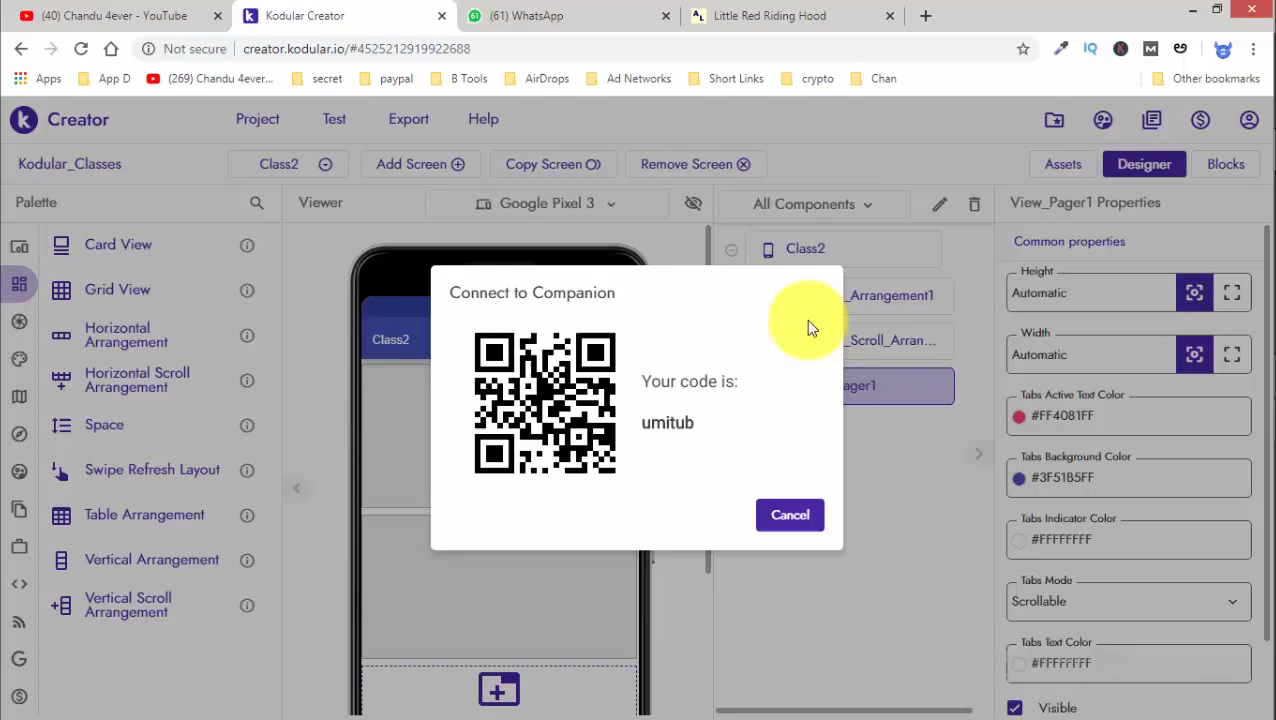 (40) Chandu 4ever - YouTube
Kodular Creator
(61) WhatsApp
Little Red Riding Hood
Not secure
creator.kodular.io/#4525212919922688
Apps
App D
(269) Chandu 4ever...
secret
paypal
B Tools
AirDrops
Ad Networks
Short Links
crypto
Chan
Other bookmarks
Creator
Project
Test
Export
Help
Kodular_Classes
Class2
Add Screen
Copy Screen
Remove Screen
Assets
Designer
Blocks
Palette
Viewer
Google Pixel 3
All Components
View_Pager1 Properties
Card View
Grid View
Horizontal
Arrangement
Horizontal Scroll
Arrangement
Space
Swipe Refresh Layout
Table Arrangement
Vertical Arrangement
Vertical Scroll
Arrangement
Class2
Connect to Companion
Your code is:
umitub
Cancel
Class2
_Arrangement1
_Scroll_Arran...
ager1
Common properties
Height
Automatic
Width
Automatic
Tabs Active Text Color
#FF4081FF
Tabs Background Color
#3F51B5FF
Tabs Indicator Color
#FFFFFFFF
Tabs Mode
Scrollable
Tabs Text Color
#FFFFFFFF
Visible